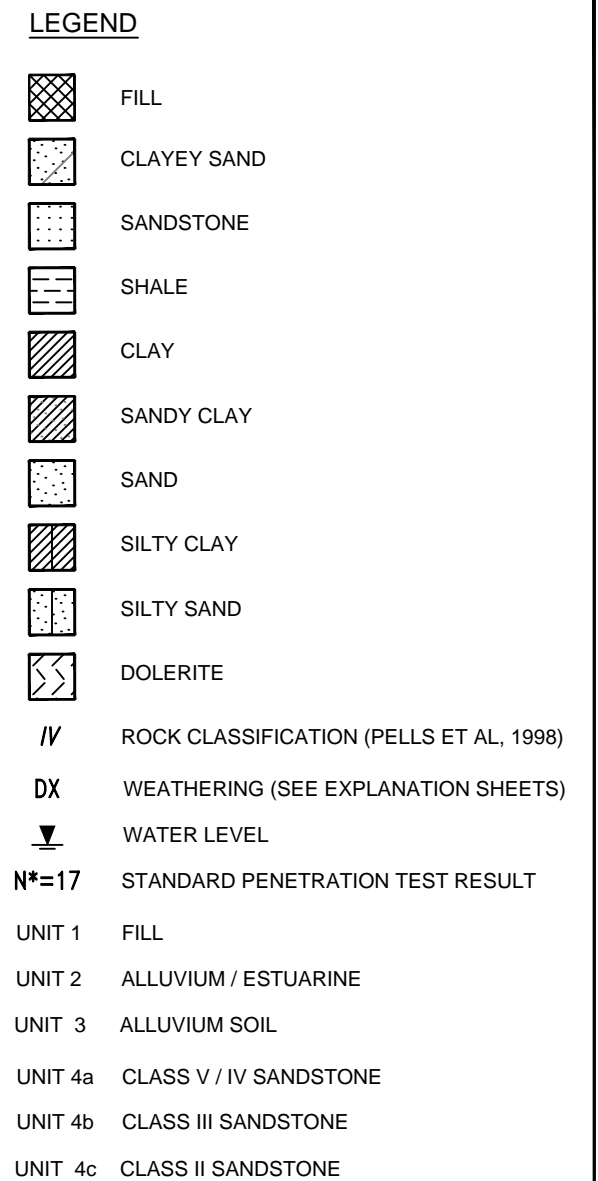 LEGEND
FILL
CLAYEY SAND
SANDSTONE
SHALE
CLAY
SANDY CLAY
SAND
SILTY CLAY
SILTY SAND
DOLERITE
IV ROCK CLASSIFICATION (PELLS ET AL, 1998)
DX WEATHERING (SEE EXPLANATION SHEETS)
WATER LEVEL
N*=17 STANDARD PENETRATION TEST RESULT
UNIT 1 FILL
UNIT 2 ALLUVIUM / ESTUARINE
UNIT 3 ALLUVIUM SOIL
UNIT 4a CLASS V / IV SANDSTONE
UNIT 4b CLASS III SANDSTONE
UNIT 4c CLASS II SANDSTONE